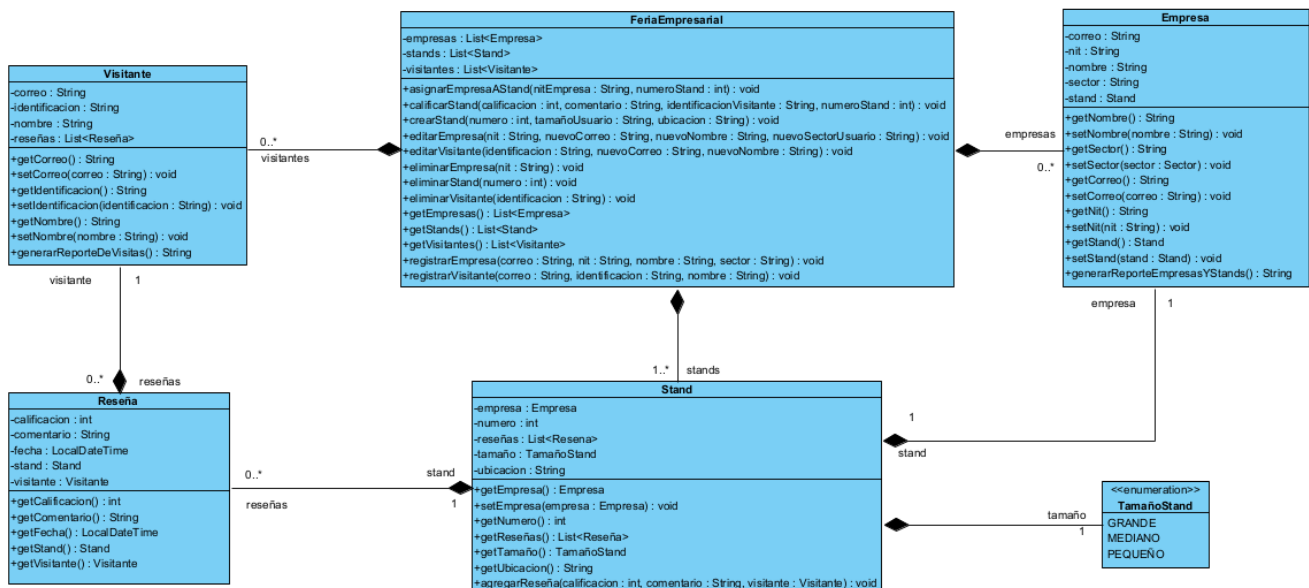 FeriaEmpresarial
-empresas : List<Empresa>
-stands : List<Stand>
-visitantes : List<Visitante>
+asignarEmpresaAStand(nitEmpresa : String, numeroStand : int) : void
+calificarStand(calificacion : int, comentario : String, identificacionVisitante : String, numeroStand : int) : void
+crearStand(numero : int, tamañoUsuario : String, ubicacion : String) : void
+editarEmpresa(nit : String, nuevoCorreo : String, nuevoNombre : String, nuevoSectorUsuario : String) : void
+editarVisitante(identificacion : String, nuevoCorreo : String, nuevoNombre : String) : void
+eliminarEmpresa(nit : String) : void
+eliminarStand(numero : int) : void
+eliminarVisitante(identificacion : String) : void
+getEmpresas() : List<Empresa>
+getStands() : List<Stand>
+getVisitantes() : List<Visitante>
+registrarEmpresa(correo : String, nit : String, nombre : String, sector : String) : void
+registrarVisitante(correo : String, identificacion : String, nombre : String) : void
Empresa
-correo : String
-nit : String
-nombre : String
-sector : String
-stand : Stand
+getNombre() : String
+setNombre(nombre : String) : void
+getSector() : String
+setSector(sector : Sector) : void
+getCorreo() : String
+setCorreo(correo : String) : void
+getNit() : String
+setNit(nit : String) : void
+getStand() : Stand
+setStand(stand : Stand) : void
+generarReporteEmpresasYStands() : String
Visitante
-correo : String
-identificacion : String
-nombre : String
-reseñas : List<Reseña>
+getCorreo() : String
+setCorreo(correo : String) : void
+getIdentificacion() : String
+setIdentificacion(identificacion : String) : void
+getNombre() : String
+setNombre(nombre : String) : void
+generarReporteDeVisitas() : String
0..*
visitantes
empresas
0..*
visitante
1
empresa
1
0..*
reseñas
1..*
stands
Reseña
-calificacion : int
-comentario : String
-fecha : LocalDateTime
-stand : Stand
-visitante : Visitante
+getCalificacion() : int
+getComentario() : String
+getFecha() : LocalDateTime
+getStand() : Stand
+getVisitante() : Visitante
0..*
reseñas
stand
1
Stand
-empresa : Empresa
-numero : int
-reseñas : List<Resena>
-tamaño : TamañoStand
-ubicacion : String
+getEmpresa() : Empresa
+setEmpresa(empresa : Empresa) : void
+getNumero() : int
+getReseñas() : List<Reseña>
+getTamaño() : TamañoStand
+getUbicacion() : String
+agregarReseña(calificacion : int, comentario : String, visitante : Visitante) : void
1
stand
tamaño
1
<<enumeration>>
TamañoStand
GRANDE
MEDIANO
PEQUEÑO